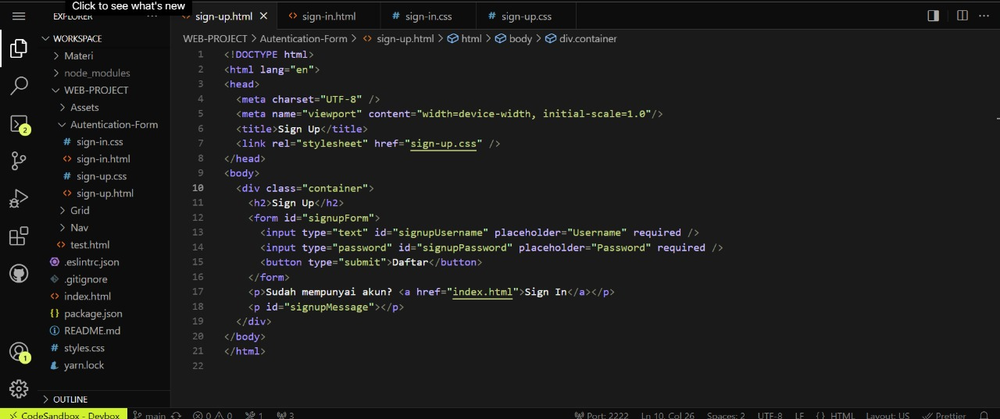 Click to see what's new
EXPLORER
sign-up.html
sign-in.html
# sign-in.css
# sign-up.css
WORKSPACE
Materi
node_modules
WEB-PROJECT
Assets
Autentication-Form
# sign-in.css
<> sign-in.html
# sign-up.css
<> sign-up.html
Grid
Nav
<> test.html
.eslintrc.json
.gitignore
<> index.html
{} package.json
README.md
# styles.css
yarn.lock
OUTLINE
2
1
WEB-PROJECT > Autentication-Form > <> sign-up.html > html > body > div.container
1 <!DOCTYPE html>
2 <html lang="en">
3 <head>
4 <meta charset="UTF-8" />
5 <meta name="viewport" content="width=device-width, initial-scale=1.0"/>
6 <title>Sign Up</title>
7 <link rel="stylesheet" href="sign-up.css" />
8 </head>
9 <body>
10 <div class="container">
11 <h2>Sign Up</h2>
12 <form id="signupForm">
13 <input type="text" id="signupUsername" placeholder="Username" required />
14 <input type="password" id="signupPassword" placeholder="Password" required />
15 <button type="submit">Daftar</button>
16 </form>
17 <p>Sudah mempunyai akun? <a href="index.html">Sign In</a></p>
18 <p id="signupMessage"></p>
19 </div>
20 </body>
21 </html>
22
CodeSandbox - Devbox main 0 0 1 3 Port: 2222 Ln 10, Col 26 Spaces: 2 UTF-8 LF {} HTML Layout: US Prettier